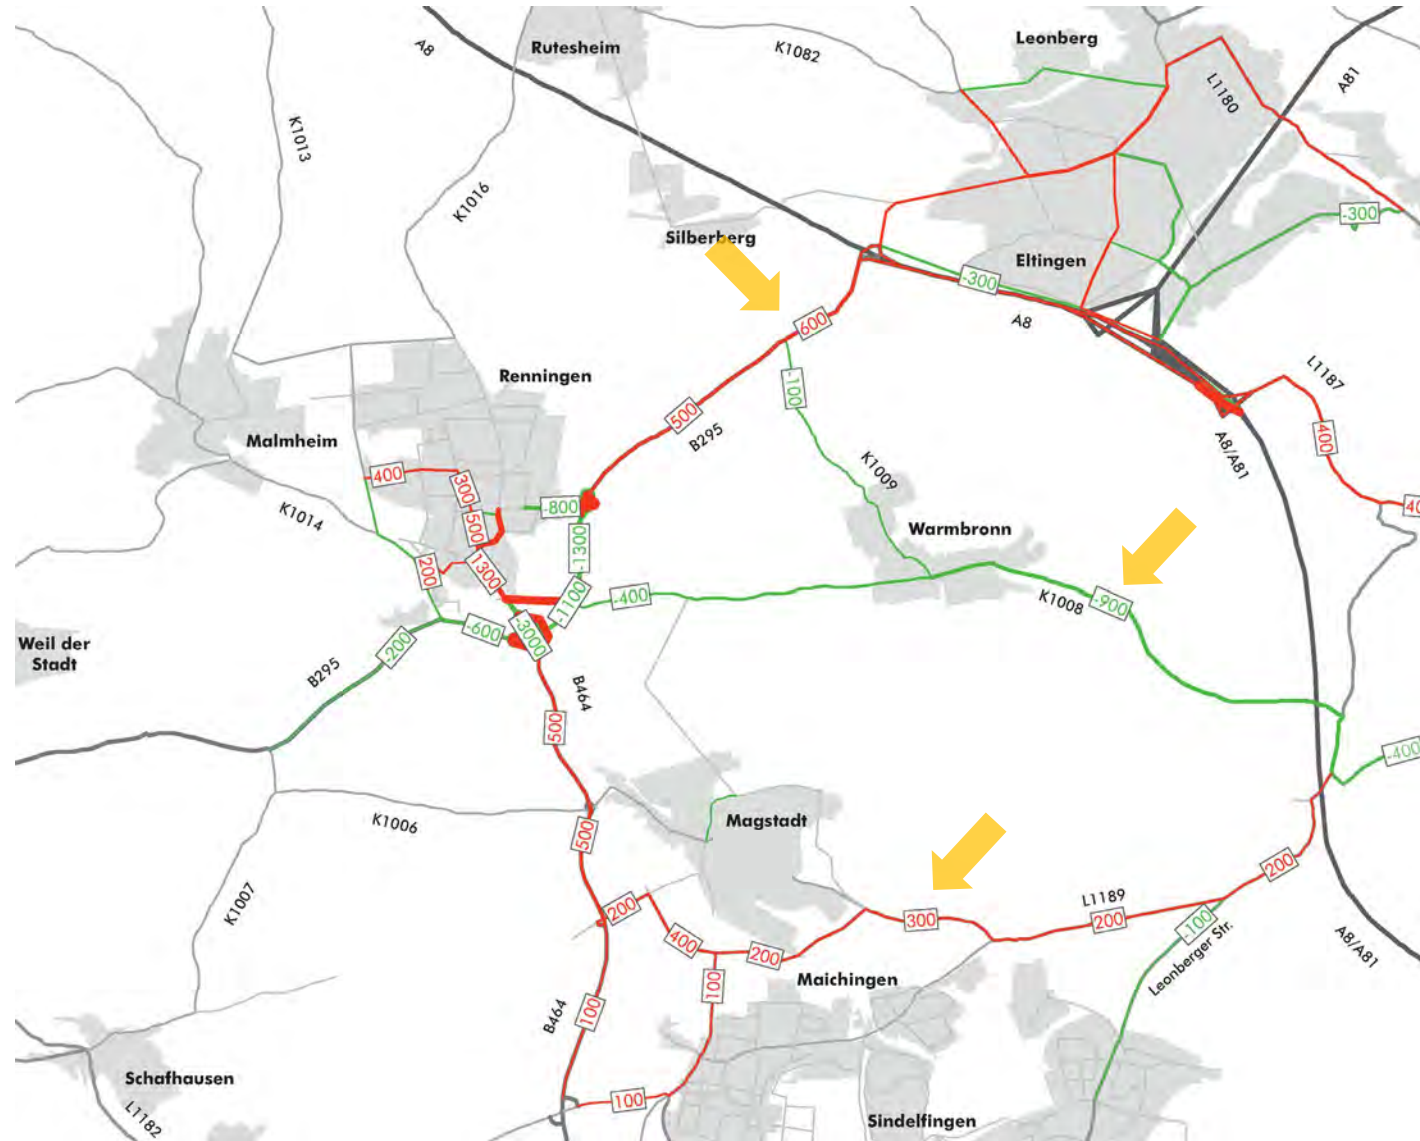 A8
Rutesheim
K1082
Leonberg
A81
L1180
K1013
K1016
Silberberg
-300
Eltingen
-300
A8
600
L1187
Renningen
-100
500
B295
400
A8/A81
Malmheim
400
300
K1009
40
-800
500
K1014
Warmbronn
-1300
200
1300
-1100
-400
K1008
-900
-600
-3000
Weil der
Stadt
-200
B295
B464
500
-400
K1006
500
Magstadt
200
K1007
200
300
L1189
200
-100
Leonberger Str.
400
200
A8/A81
Maichingen
100
B464
100
Schafhausen
100
L1182
Sindelfingen